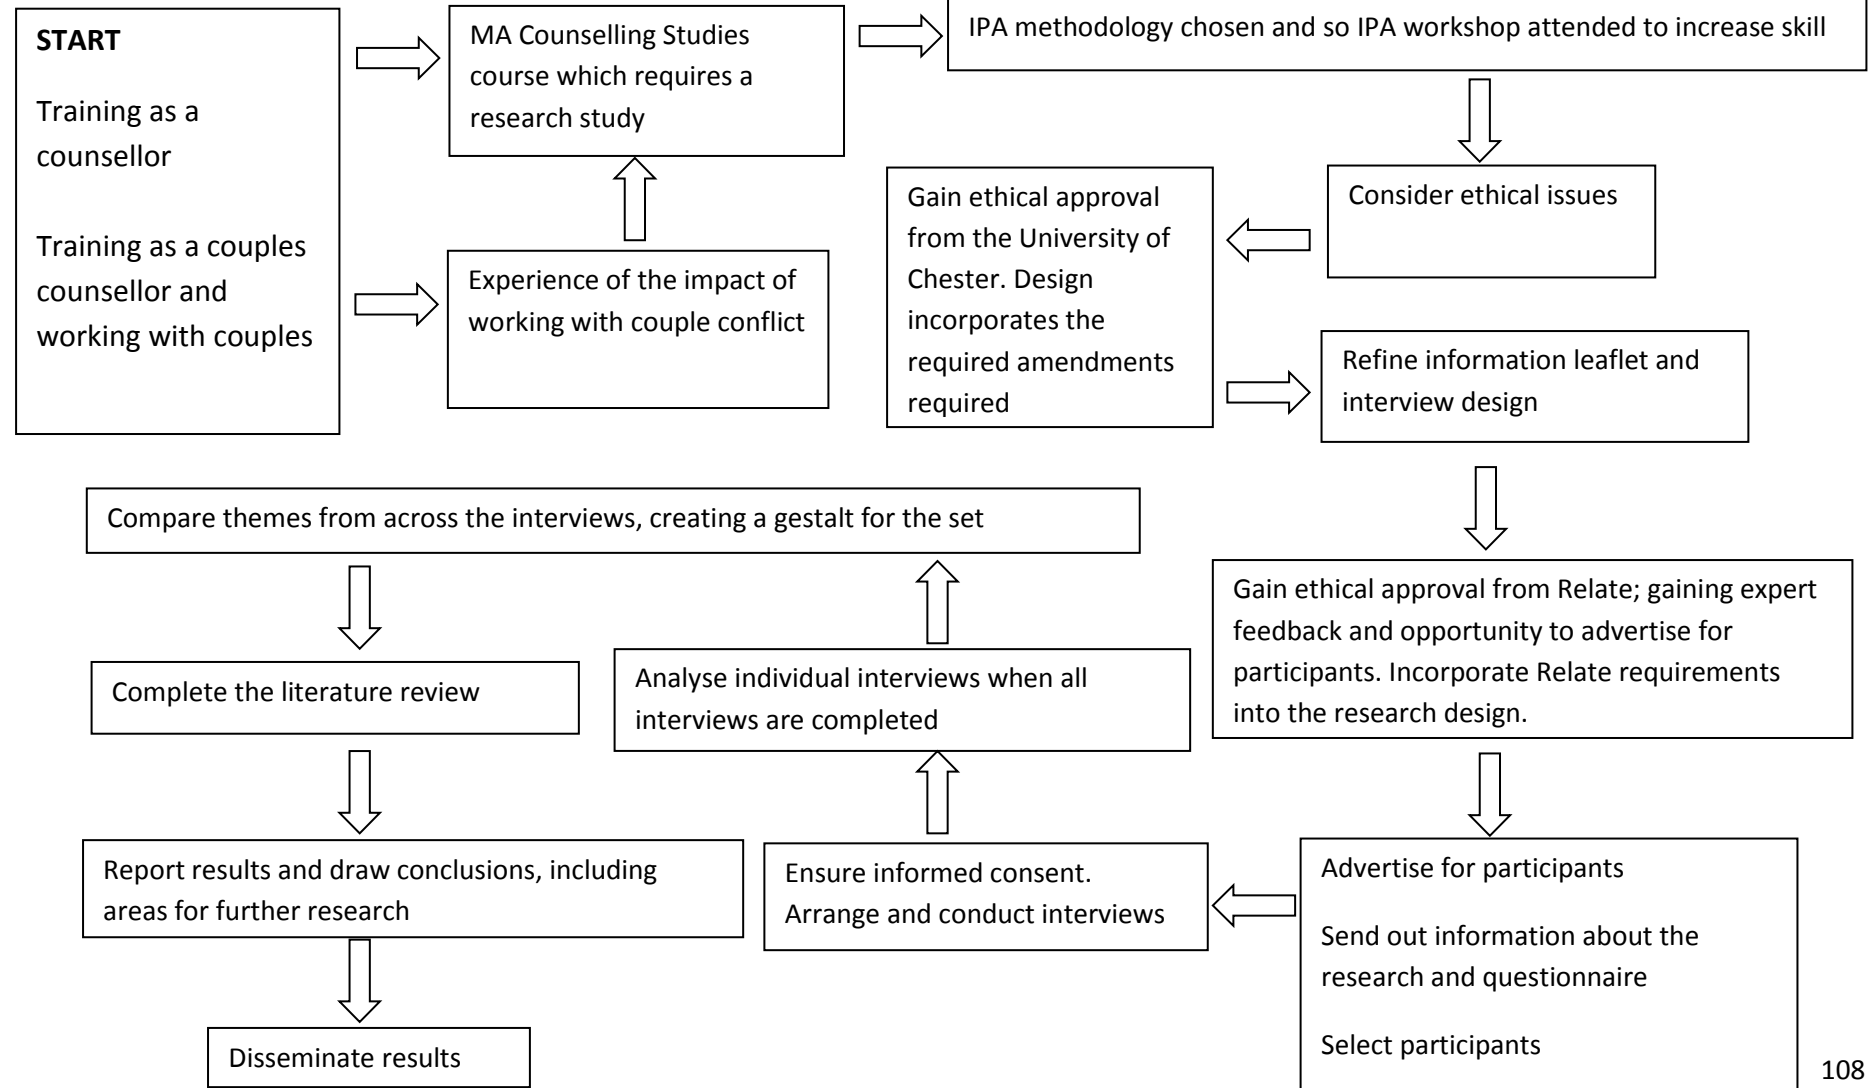 START
Training as a
counsellor
Training as a couples
counsellor and
working with couples
MA Counselling Studies
course which requires a
research study
Experience of the impact of
working with couple conflict
IPA methodology chosen and so IPA workshop attended to increase skill
Consider ethical issues
Gain ethical approval
from the University of
Chester. Design
incorporates the
required amendments
required
Refine information leaflet and
interview design
Gain ethical approval from Relate; gaining expert
feedback and opportunity to advertise for
participants. Incorporate Relate requirements
into the research design.
Advertise for participants
Send out information about the
research and questionnaire
Select participants
Ensure informed consent.
Arrange and conduct interviews
Analyse individual interviews when all
interviews are completed
Compare themes from across the interviews, creating a gestalt for the set
Complete the literature review
Report results and draw conclusions, including
areas for further research
Disseminate results
108